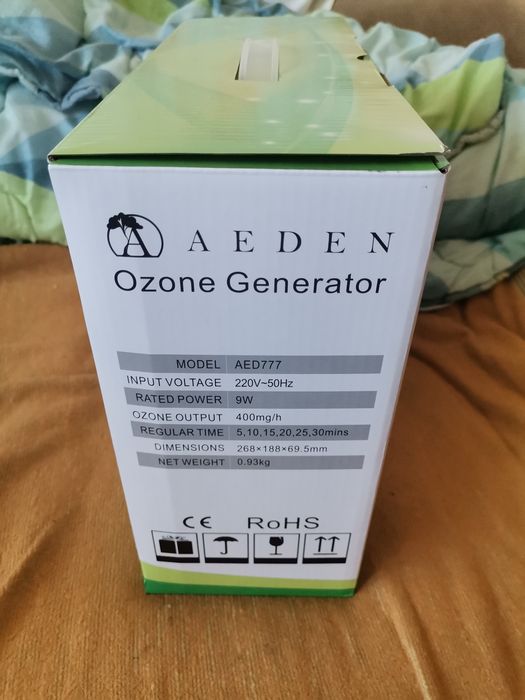 A AEDEN
Ozone Generator
MODEL AED777
INPUT VOLTAGE 220V~50Hz
RATED POWER 9W
OZONE OUTPUT 400mg/h
REGULAR TIME 5,10,15,20,25,30mins
DIMENSIONS 268×188×69.5mm
NET WEIGHT 0.93kg
CE RoHS